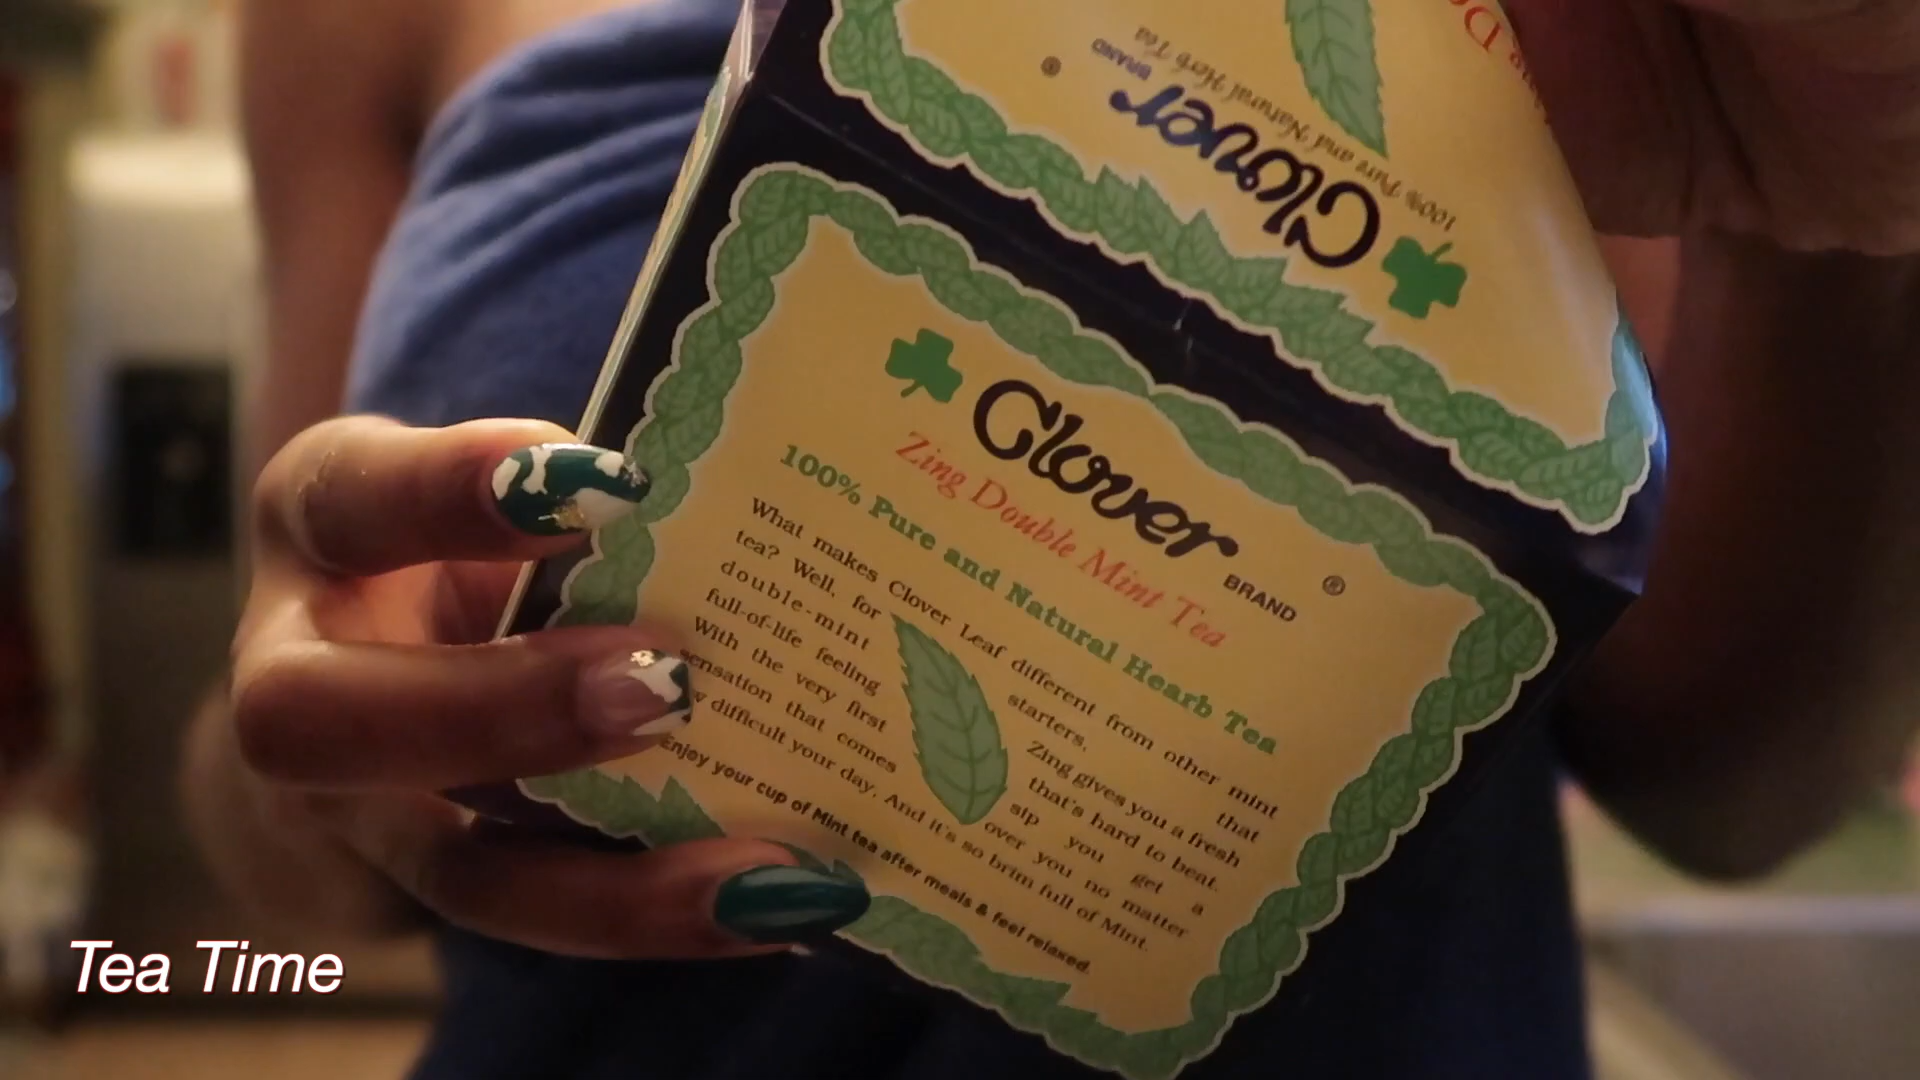 100% Pure and Natural Herb Tea
Clover BRAND ®
Clover BRAND ®
Zing Double Mint Tea
100% Pure and Natural Hearb Tea
What makes Clover Leaf different from other mint
tea? Well, for starters, that
double-mint Zing gives you a fresh
full-of-life feeling that's hard to beat.
With the very first sip you get a
sensation that comes over you no matter
difficult your day. And it's so brim full of Mint.
Enjoy your cup of Mint tea after meals & feel relaxed.
Tea Time